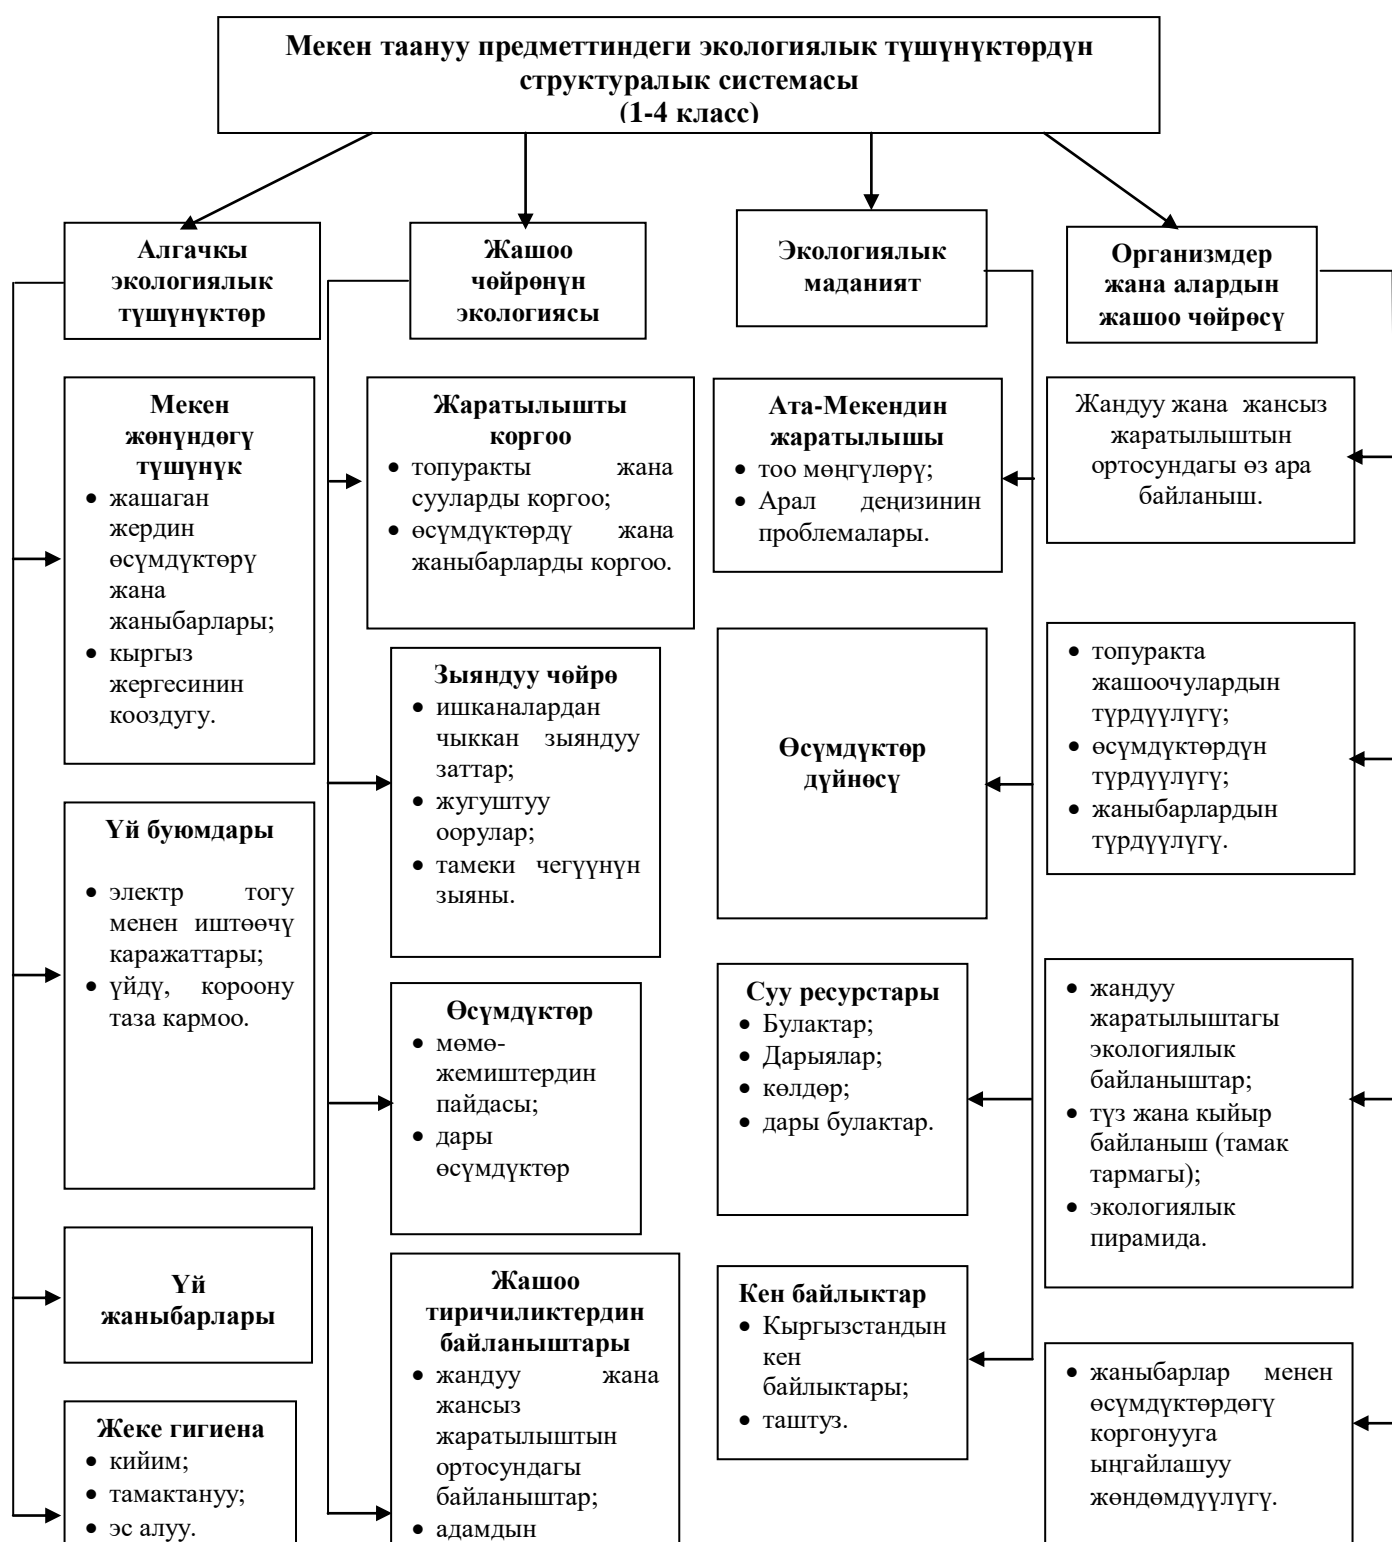 Мекен таануу предметтиндеги экологиялык түшүнүктөрдүн
структуралык системасы
(1-4 класс)
Алгачкы
экологиялык
түшүнүктөр
Жашоо
чөйрөнүн
экологиясы
Экологиялык
маданият
Организмдер
жана алардын
жашоо чөйрөсү
Мекен
жөнүндөгү
түшүнүк
• жашаган
жердин
өсүмдүктөрү
жана
жаныбарлары;
• кыргыз
жергесинин
кооздугу.
Үй буюмдары
• электр тогу
менен иштөөчү
каражаттары;
• үйдү, короону
таза кармоо.
Үй
жаныбарлары
Жеке гигиена
• кийим;
• тамактануу;
• эс алуу.
Жаратылышты
коргоо
• топуракты жана
сууларды коргоо;
• өсүмдүктөрдү жана
жаныбарларды коргоо.
Зыяндуу чөйрө
• ишканалардан
чыккан зыяндуу
заттар;
• жугуштуу
оорулар;
• тамеки чегүүнүн
зыяны.
Өсүмдүктөр
• мөмө-
жемиштердин
пайдасы;
• дары
өсүмдүктөр
Жашоо
тиричиликтердин
байланыштары
• жандуу жана
жансыз
жаратылыштын
ортосундагы
байланыштар;
• адамдын
Ата-Мекендин
жаратылышы
• тоо мөңгүлөрү;
• Арал деңизинин
проблемалары.
Өсүмдүктөр
дүйнөсү
Суу ресурстары
• Булактар;
• Дарыялар;
• көлдөр;
• дары булактар.
Кен байлыктар
• Кыргызстандын
кен
байлыктары;
• таштуз.
Жандуу жана жансыз
жаратылыштын
ортосундагы өз ара
байланыш.
• топуракта
жашоочулардын
түрдүүлүгү;
• өсүмдүктөрдүн
түрдүүлүгү;
• жаныбарлардын
түрдүүлүгү.
• жандуу
жаратылыштагы
экологиялык
байланыштар;
• түз жана кыйыр
байланыш (тамак
тармагы);
• экологиялык
пирамида.
• жаныбарлар менен
өсүмдүктөрдөгү
коргонууга
ыңгайлашуу
жөндөмдүүлүгү.